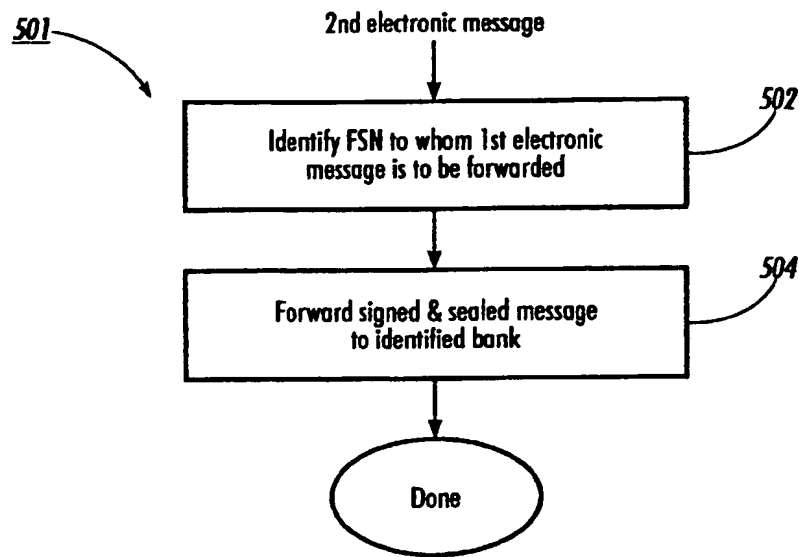 501
2nd electronic message
502
Identify FSN to whom 1st electronic
message is to be forwarded
504
Forward signed & sealed message
to identified bank
Done